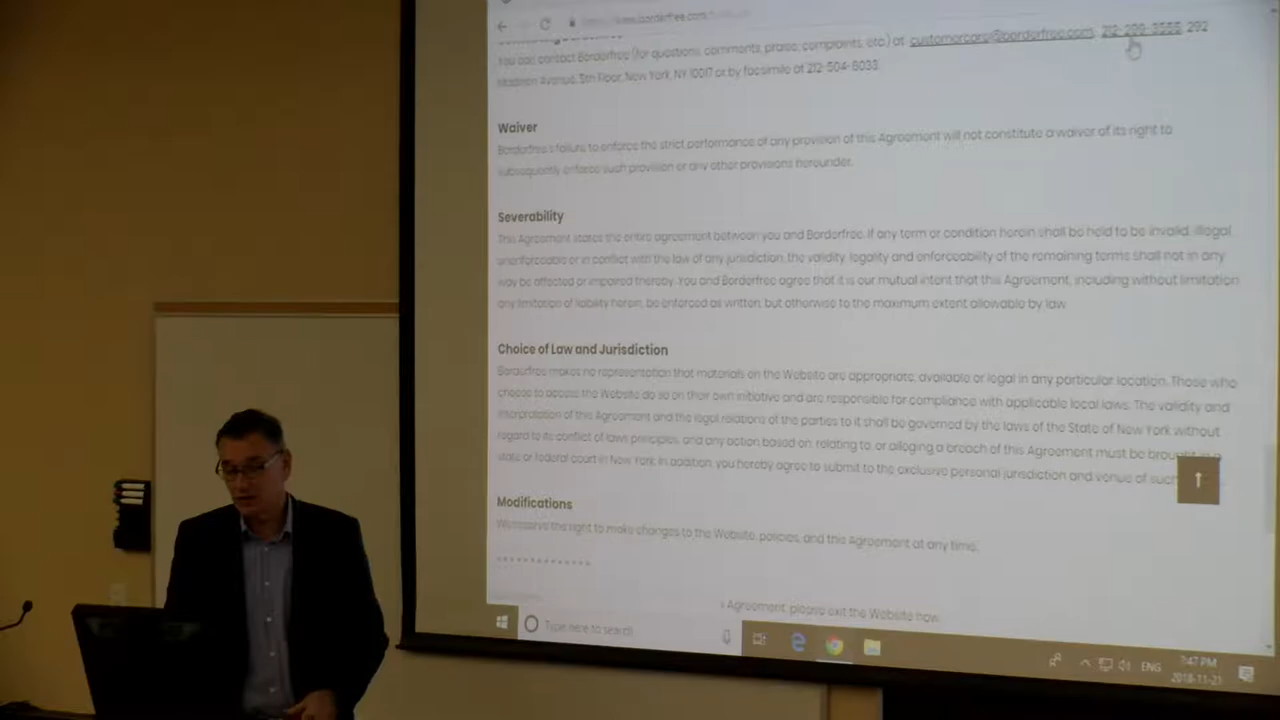 www.borderfree.com/
You can contact Borderfree (for questions, comments, praise, complaints, etc.) at customercare@borderfree.com, 212-299-3555, 292
Madison Avenue, 5th Floor, New York, NY 10017 or by facsimile at 212-504-8033.
Waiver
Borderfree's failure to enforce the strict performance of any provision of this Agreement will not constitute a waiver of its right to
subsequently enforce such provision or any other provisions hereunder.
Severability
This Agreement states the entire agreement between you and Borderfree. If any term or condition herein shall be held to be invalid, illegal,
unenforceable or in conflict with the law of any jurisdiction, the validity, legality and enforceability of the remaining terms shall not in any
way be affected or impaired thereby. You and Borderfree agree that it is our mutual intent that this Agreement, including without limitation
any limitation of liability herein, be enforced as written, but otherwise to the maximum extent allowable by law.
Choice of Law and Jurisdiction
Borderfree makes no representation that materials on the Website are appropriate, available or legal in any particular location. Those who
choose to access the Website do so on their own initiative and are responsible for compliance with applicable local laws. The validity and
interpretation of this Agreement and the legal relations of the parties to it shall be governed by the laws of the State of New York without
regard to its conflict of laws principles, and any action based on, relating to, or alleging a breach of this Agreement must be brought in a
state or federal court in New York. In addition, you hereby agree to submit to the exclusive personal jurisdiction and venue of such
Modifications
We reserve the right to make changes to the Website, policies, and the Agreement at any time.
**************
Agreement, please exit the Website now.
Type here to search
ENG
7:47 PM
2018-11-21